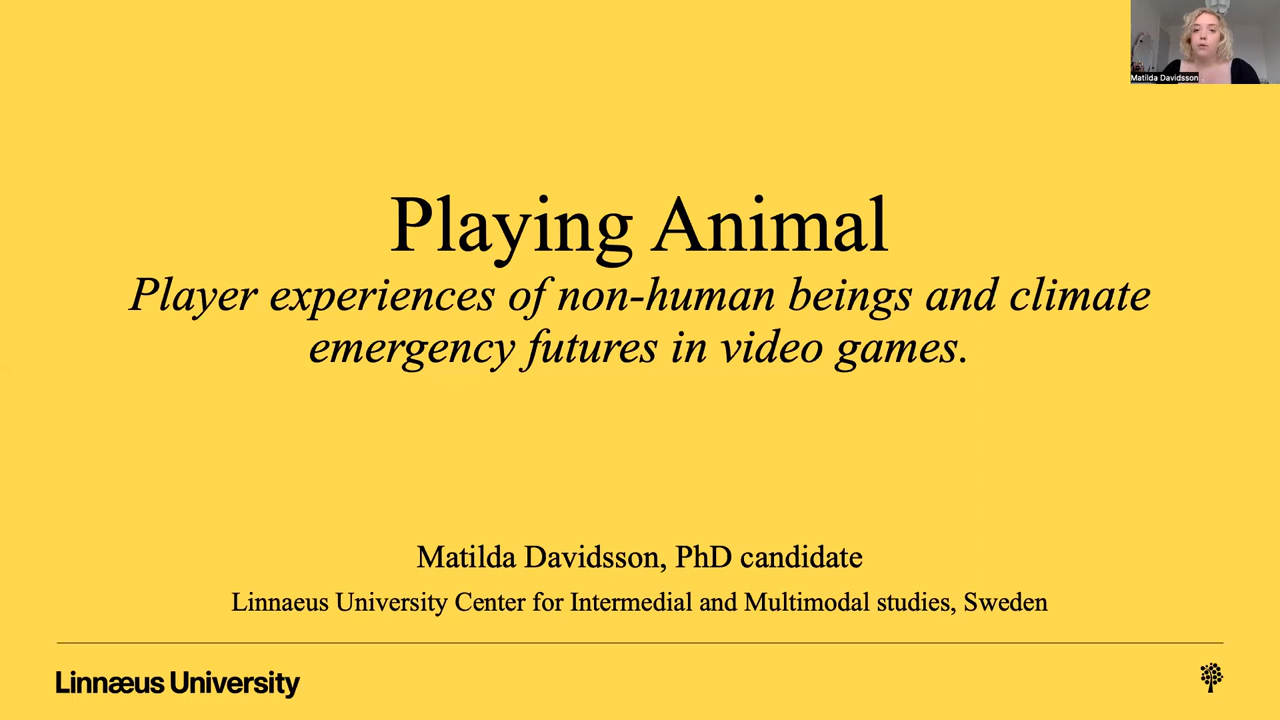 Matilda Davidsson
Playing Animal
Player experiences of non-human beings and climate
emergency futures in video games.
Matilda Davidsson, PhD candidate
Linnaeus University Center for Intermedial and Multimodal studies, Sweden
Linnæus University